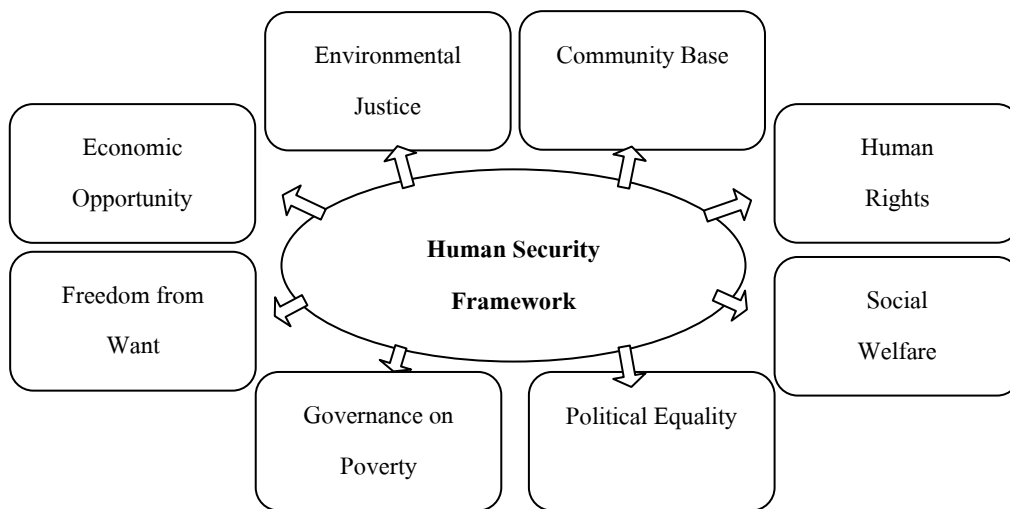 Environmental
Justice
Community Base
Economic
Opportunity
Human
Rights
Human Security
Framework
Freedom from
Want
Social
Welfare
Governance on
Poverty
Political Equality